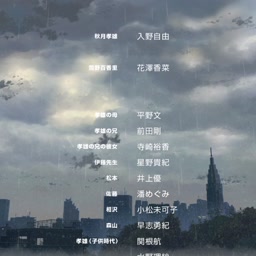 秋月孝雄 入野自由
雪野百香里 花澤香菜
孝雄の母 平野文
孝雄の兄 前田剛
孝雄の兄の彼女 寺崎裕香
伊藤先生 星野貴紀
松本 井上優
佐藤 潘めぐみ
相沢 小松未可子
森山 早志勇紀
孝雄(子供時代) 関根航